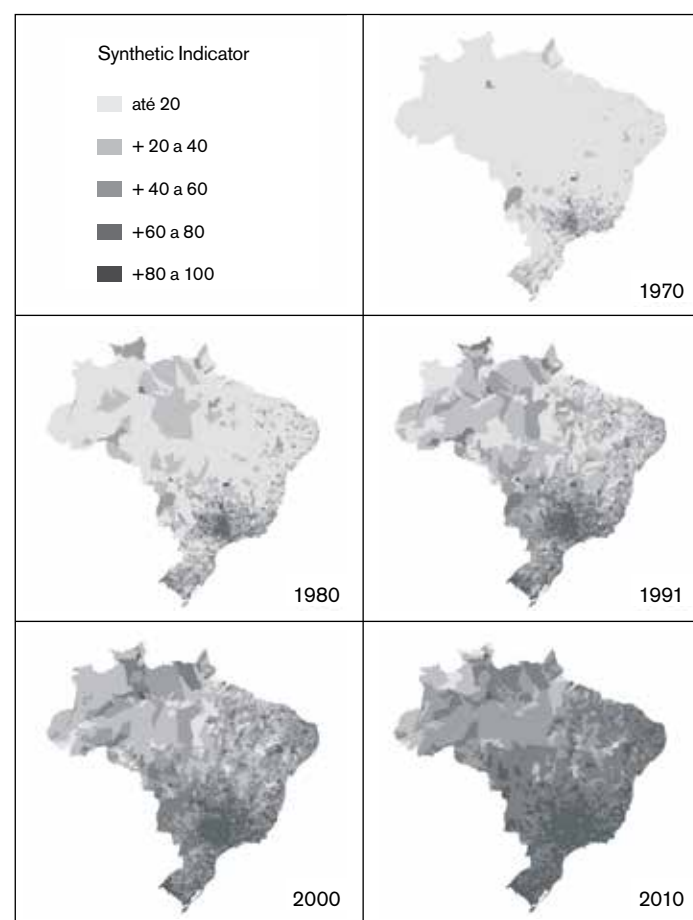 Synthetic Indicator
até 20
+ 20 a 40
+ 40 a 60
+60 a 80
+80 a 100
1970
1980
1991
2000
2010